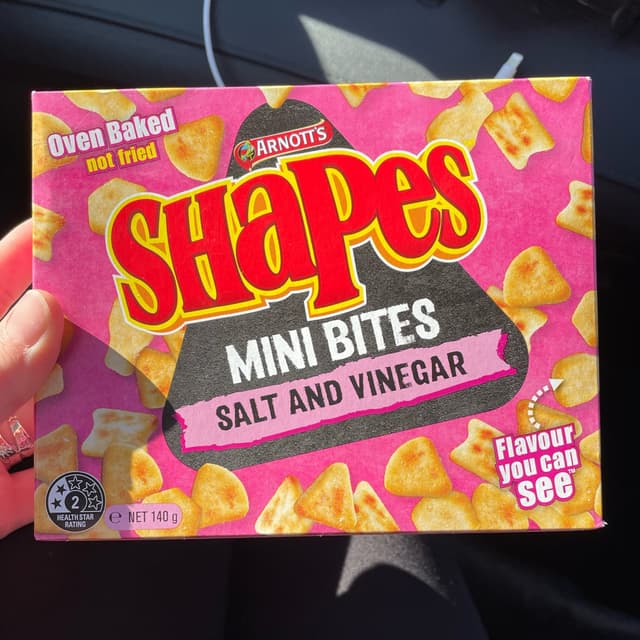 Oven Baked
not fried
ARNOTT'S
SHaPes
MINI BITES
SALT AND VINEGAR
Flavour
you can
see™
2
HEALTH STAR
RATING
e NET 140 g